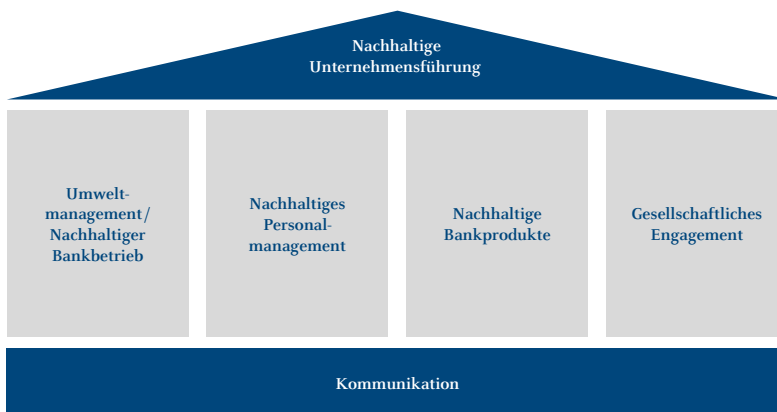 Nachhaltige
Unternehmensführung
Umwelt-
management/
Nachhaltiger
Bankbetrieb
Nachhaltiges
Personal-
management
Nachhaltige
Bankprodukte
Gesellschaftliches
Engagement
Kommunikation